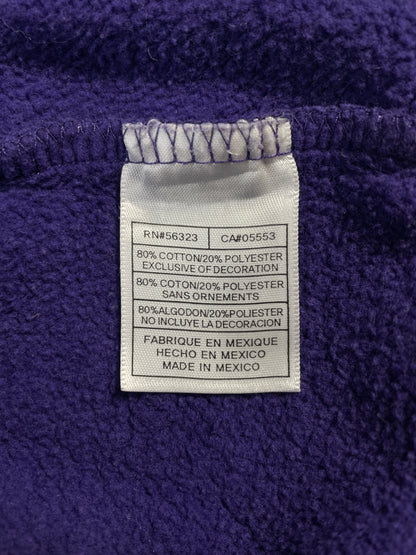 RN#56323 CA#05553
80% COTTON/20% POLYESTER
EXCLUSIVE OF DECORATION
80% COTON/20% POLYESTER
SANS ORNEMENTS
80%ALGODON/20%POLIESTER
NO INCLUYE LA DECORACION
FABRIQUE EN MEXIQUE
HECHO EN MEXICO
MADE IN MEXICO